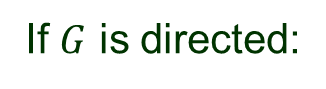 If G is directed: